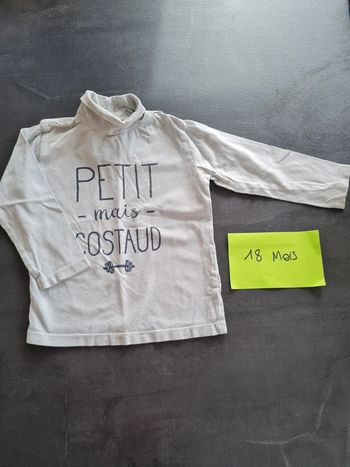 PETIT
- mais -
COSTAUD
18 Mois